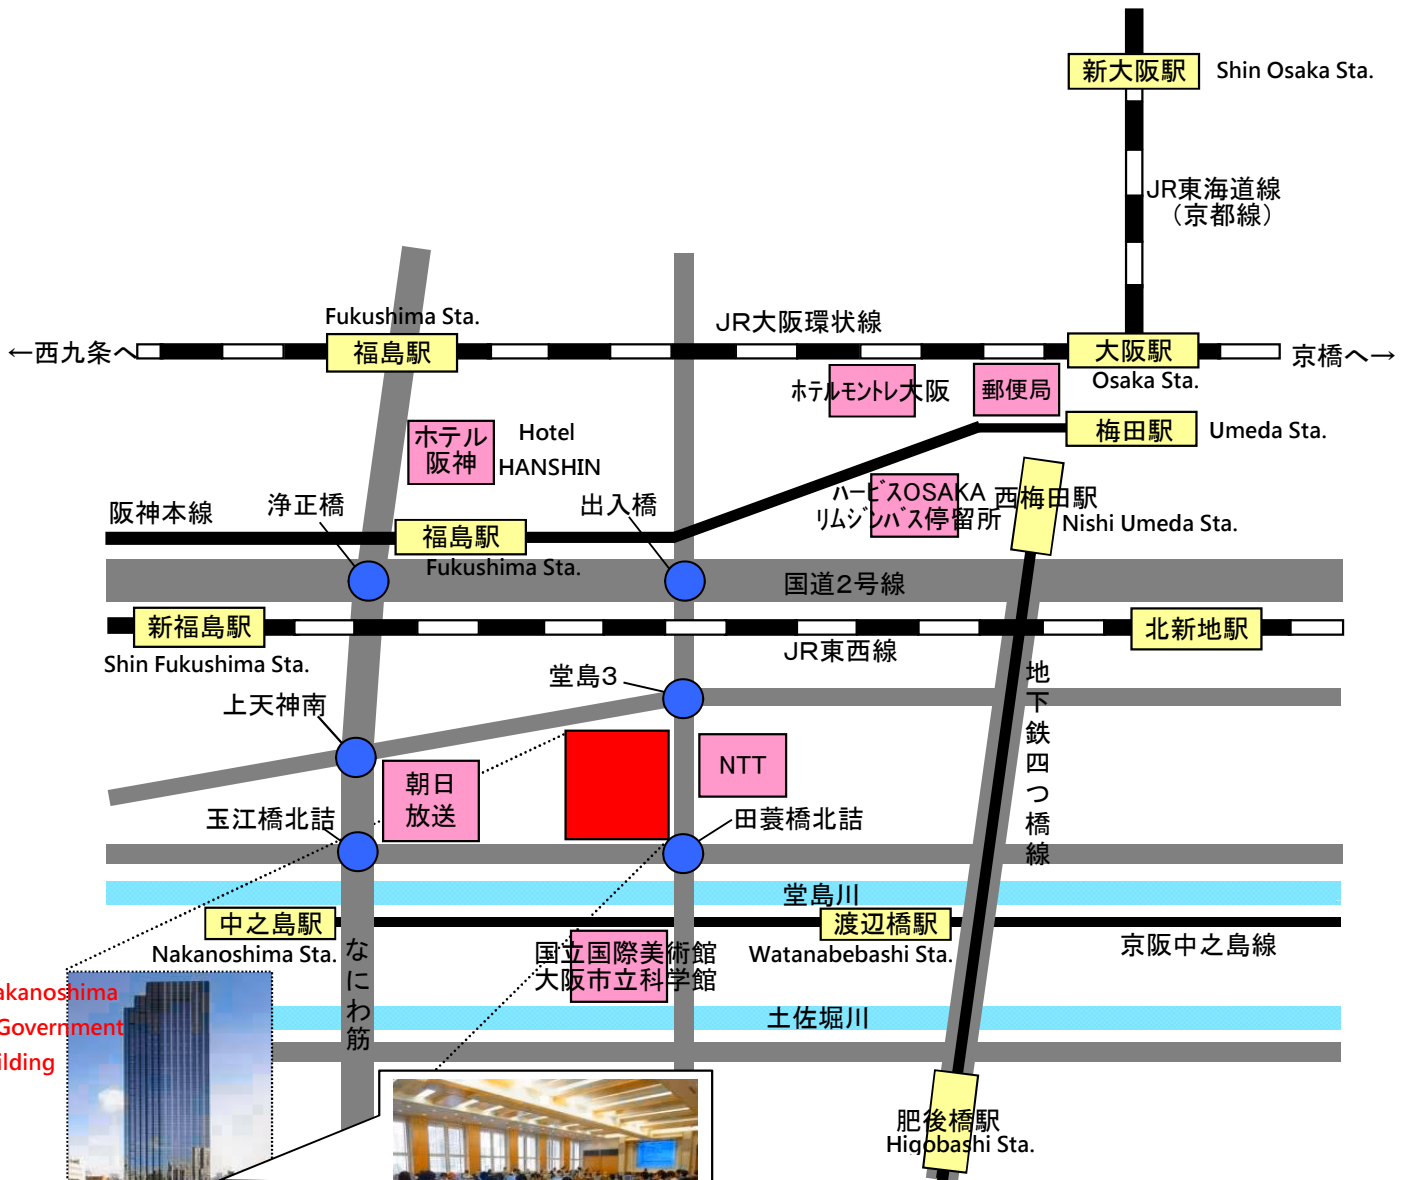 新大阪駅 Shin Osaka Sta.
JR東海道線
（京都線）
Fukushima Sta.
JR大阪環状線
←西九条へ
福島駅
大阪駅
京橋へ→
Osaka Sta.
ホテルモントレ大阪
郵便局
ホテル
阪神
Hotel
HANSHIN
梅田駅 Umeda Sta.
ハービスOSAKA
リムジンバス停留所
西梅田駅
Nishi Umeda Sta.
阪神本線
浄正橋
出入橋
福島駅
Fukushima Sta.
国道2号線
新福島駅
北新地駅
Shin Fukushima Sta.
JR東西線
堂島3
上天神南
地下鉄四つ橋線
朝日
放送
NTT
玉江橋北詰
田蓑橋北詰
堂島川
中之島駅
渡辺橋駅
Nakanoshima Sta.
Watanabebashi Sta.
京阪中之島線
なにわ筋
国立国際美術館
大阪市立科学館
akanoshima
Government
ilding
土佐堀川
肥後橋駅
Higobashi Sta.